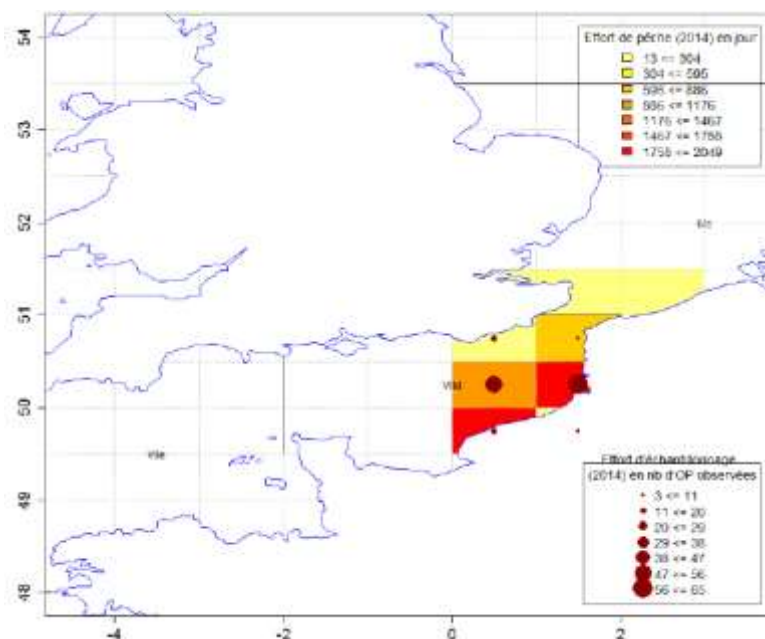 54
53
52
51
50
49
48
-4
-2
0
2
Effort de pêche (2014) en jour
13 <= 304
304 <= 595
595 <= 886
886 <= 1176
1176 <= 1467
1467 <= 1758
1758 <= 2049
VIId
VIIe
Effort d'échantillonnage
(2014) en nb d'OP observées
3 <= 11
11 <= 20
20 <= 29
29 <= 38
38 <= 47
47 <= 56
56 <= 65